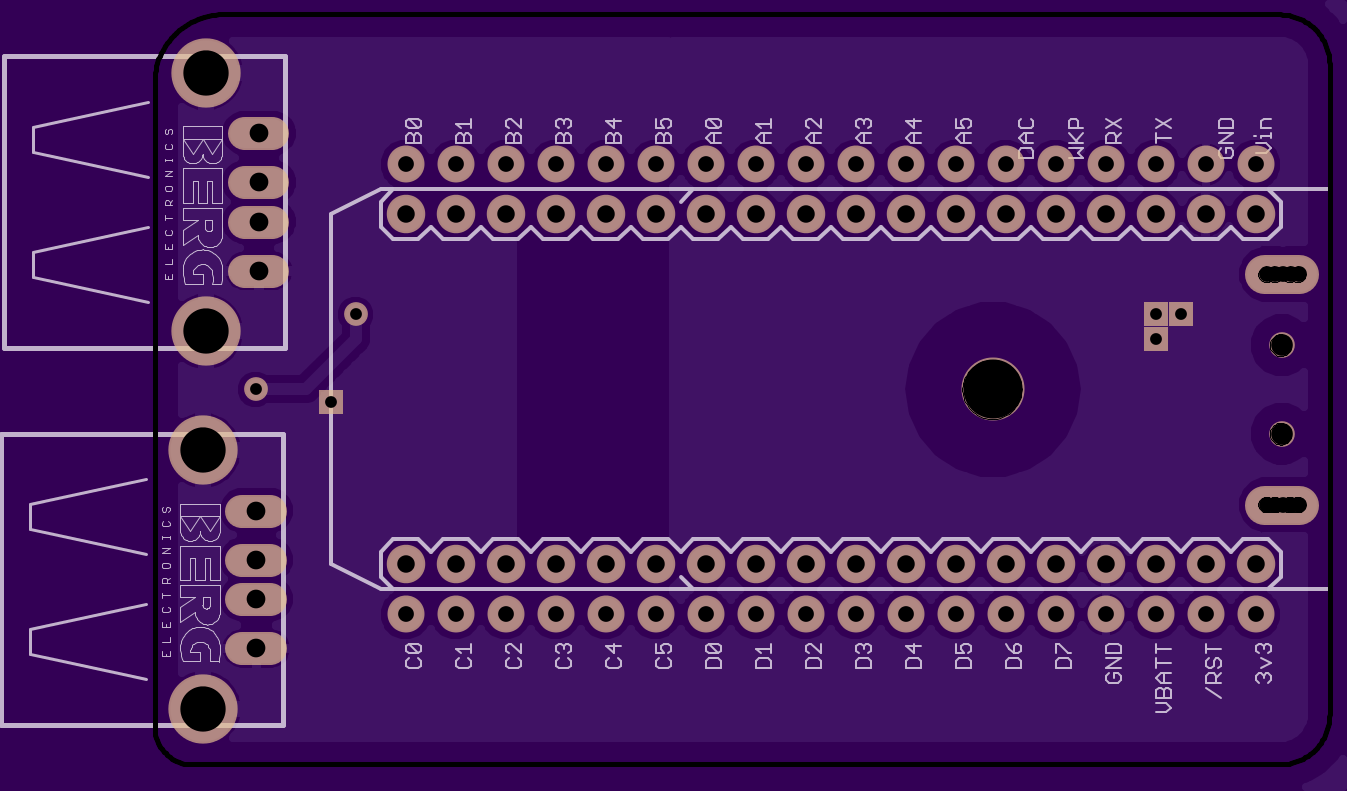 B0 B1 B2 B3 B4 B5 A0 A1 A2 A3 A4 A5 DAC WKP RX TX GND Vin
BERG
ELECTRONICS
BERG
ELECTRONICS
C0 C1 C2 C3 C4 C5 D0 D1 D2 D3 D4 D5 D6 D7 GND VBATT /RST 3v3